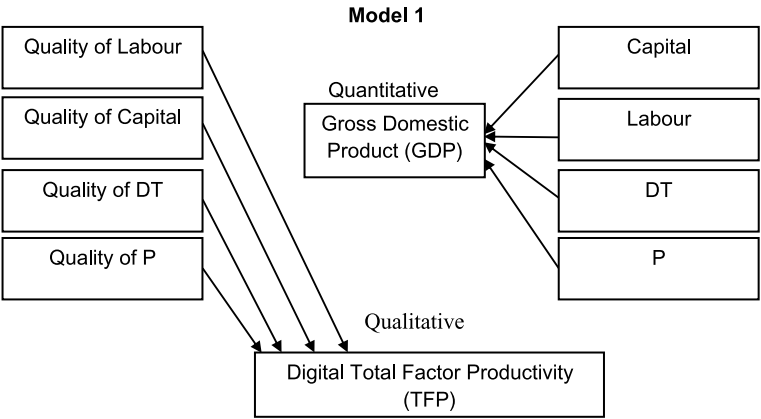 Model 1
Quality of Labour
Quality of Capital
Quality of DT
Quality of P
Quantitative
Gross Domestic
Product (GDP)
Capital
Labour
DT
P
Qualitative
Digital Total Factor Productivity
(TFP)